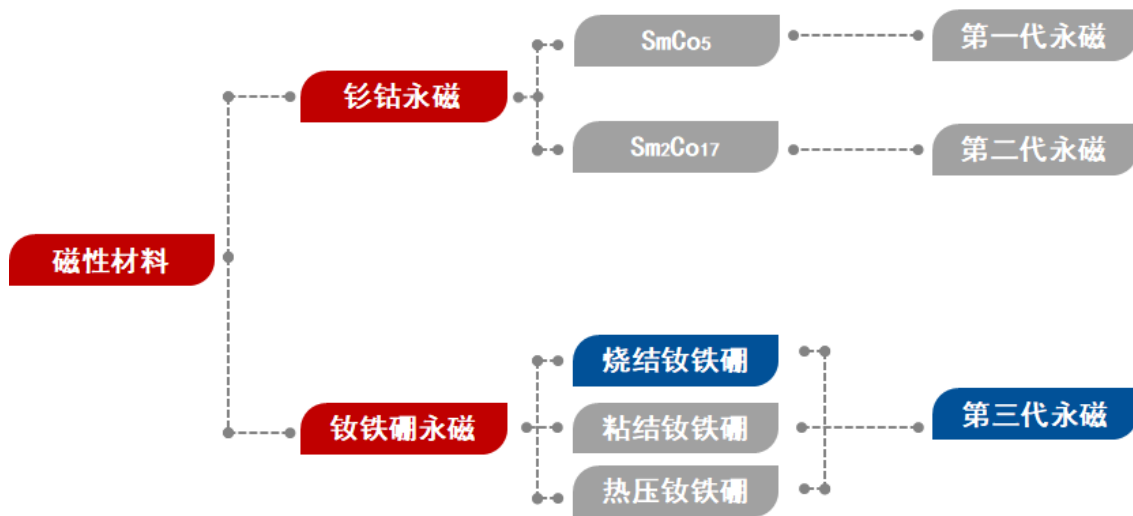 SmCo5
第一代永磁
钐钴永磁
Sm2Co17
第二代永磁
磁性材料
烧结钕铁硼
钕铁硼永磁
粘结钕铁硼
第三代永磁
热压钕铁硼